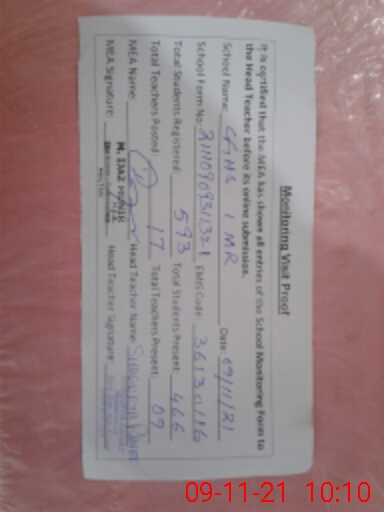 Monitoring Visit Proof
It is certified that the MEA has shown all entries of the School Monitoring Form to
the Head Teacher before its online submission.
School Name: GGHS 1 MR Date: 09/11/21
School Form No: EMIS Code: 36130116
Total Students Registered: 593 Total Students Present: 466
Total Teachers Posted: 17 Total Teachers Present: 09
MEA Name: Head Teacher Name:
MEA Signature: Head Teacher Signature:
09-11-21 10:10